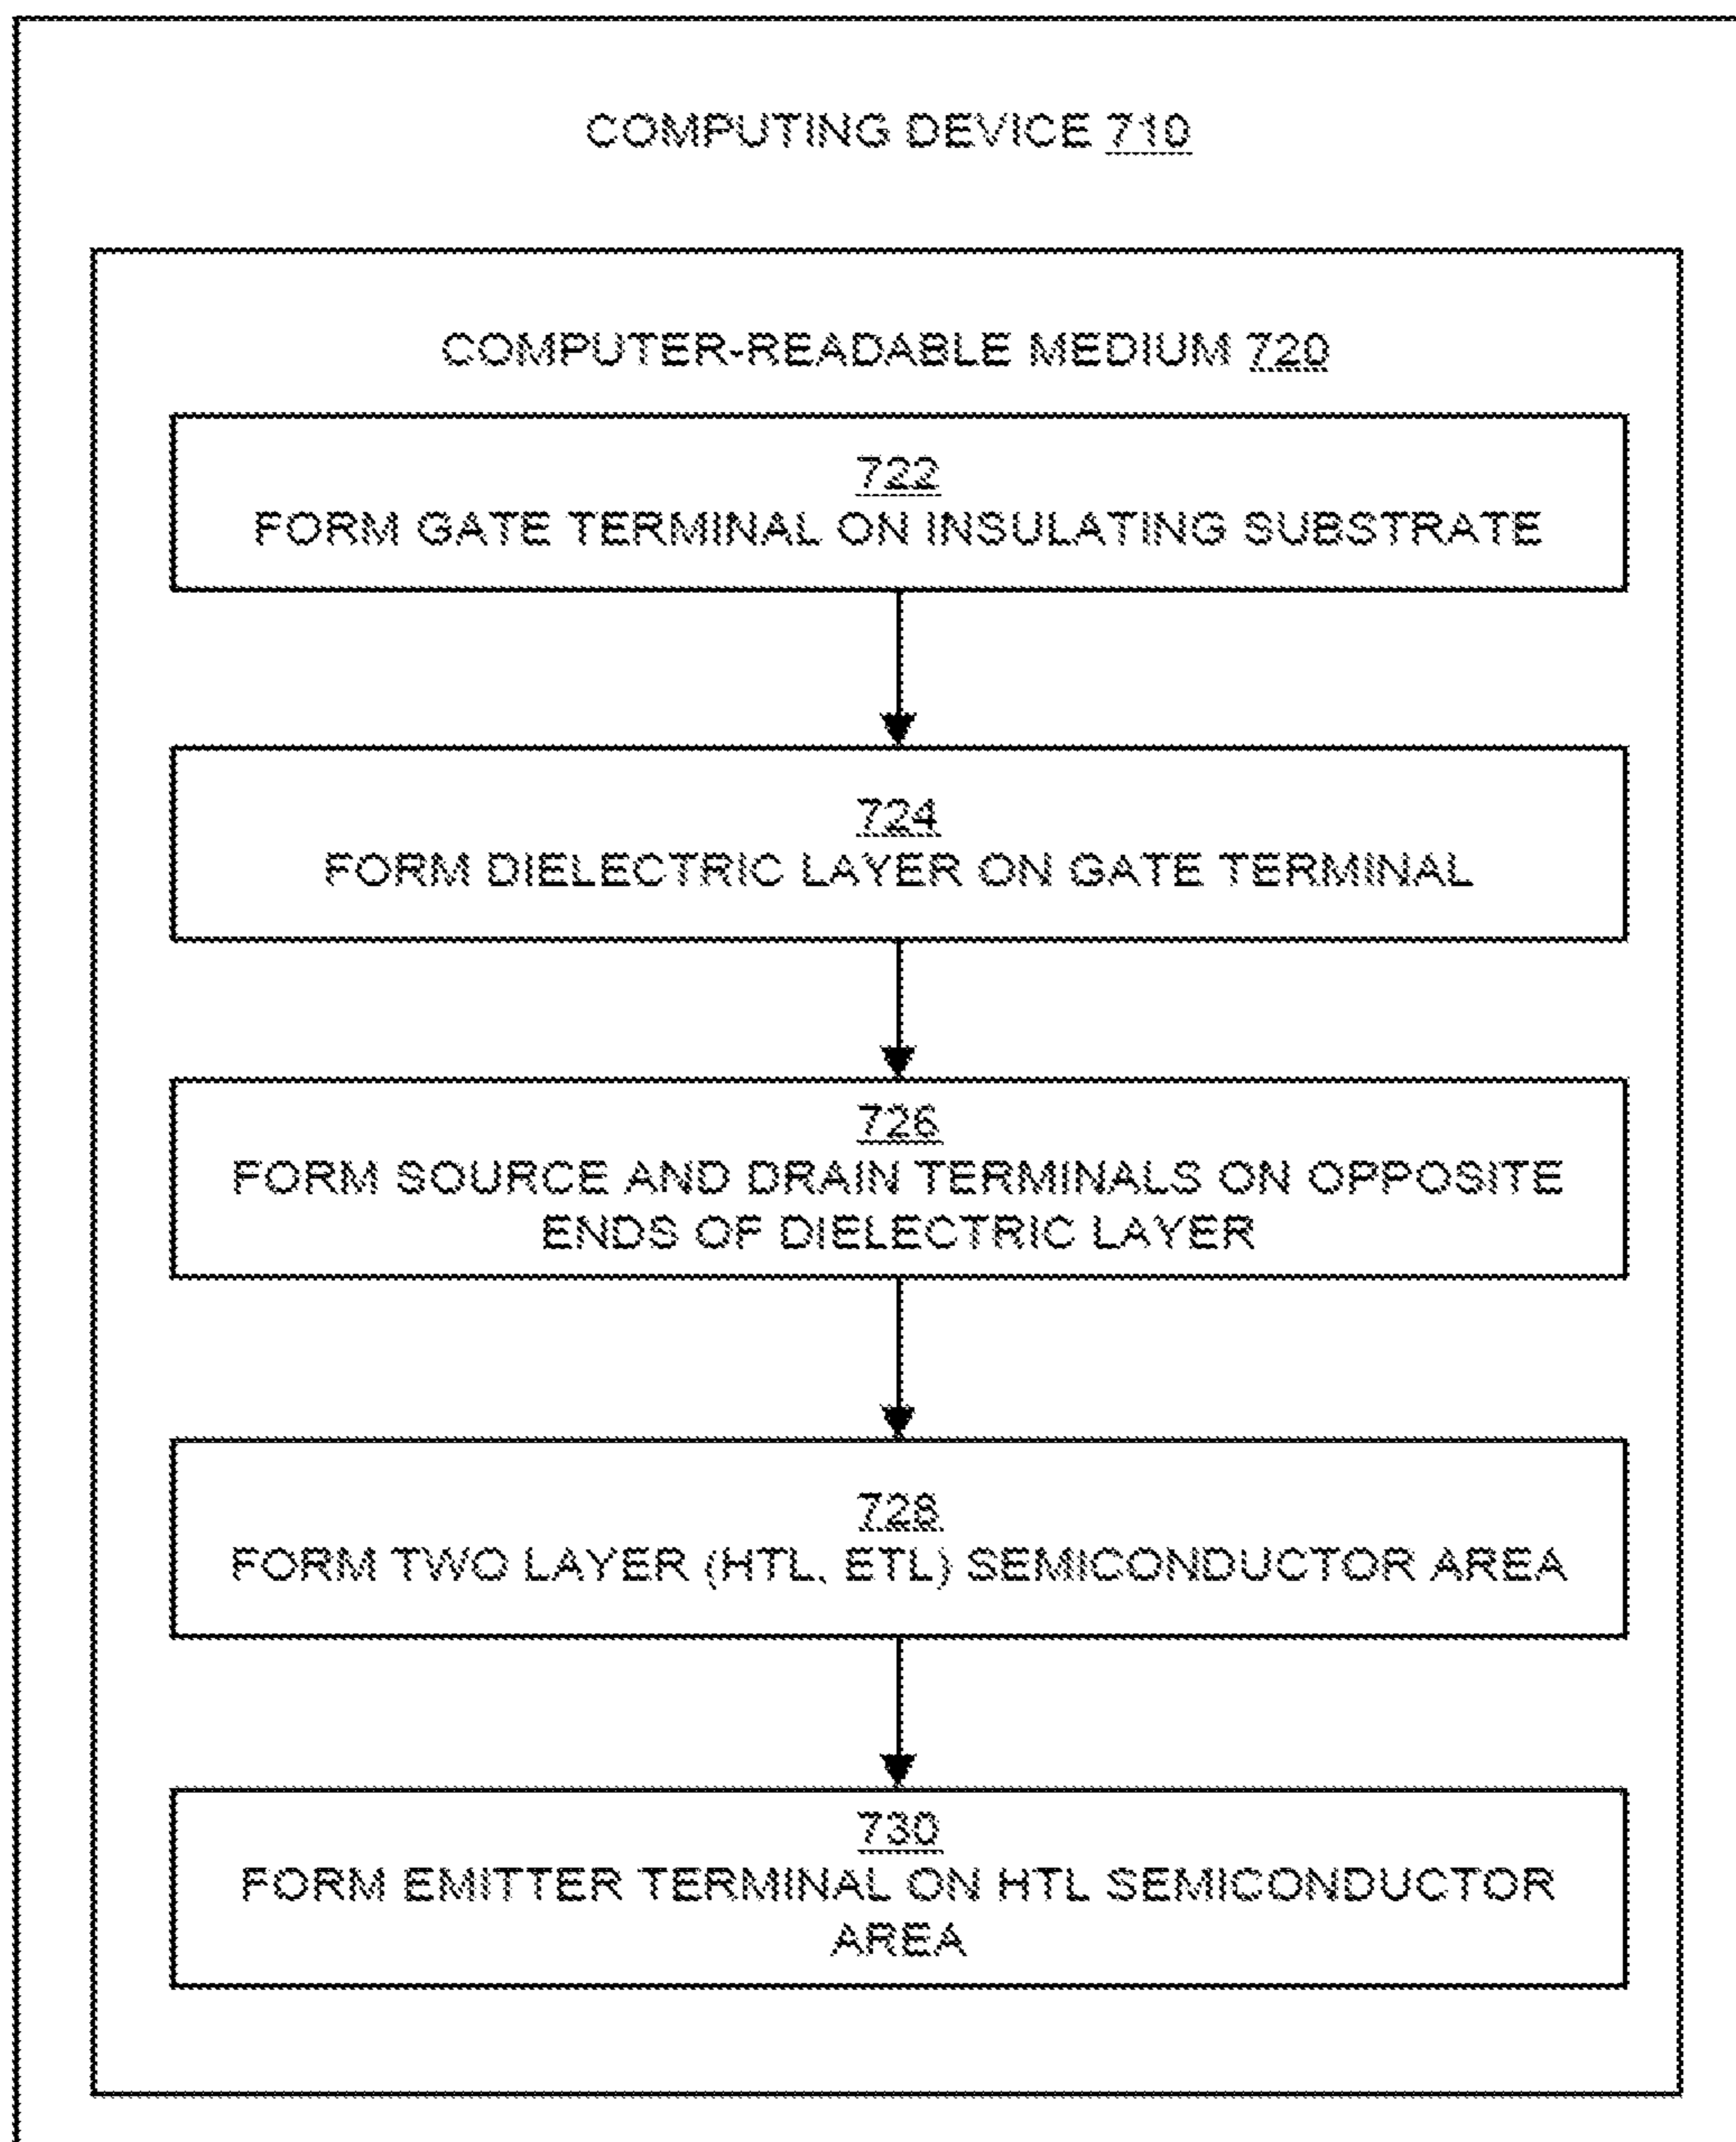 COMPUTING DEVICE 710
COMPUTER-READABLE MEDIUM 720
722
FORM GATE TERMINAL ON INSULATING SUBSTRATE
724
FORM DIELECTRIC LAYER ON GATE TERMINAL
726
FORM SOURCE AND DRAIN TERMINALS ON OPPOSITE
ENDS OF DIELECTRIC LAYER
728
FORM TWO LAYER (HTL, ETL) SEMICONDUCTOR AREA
730
FORM EMITTER TERMINAL ON HTL SEMICONDUCTOR
AREA